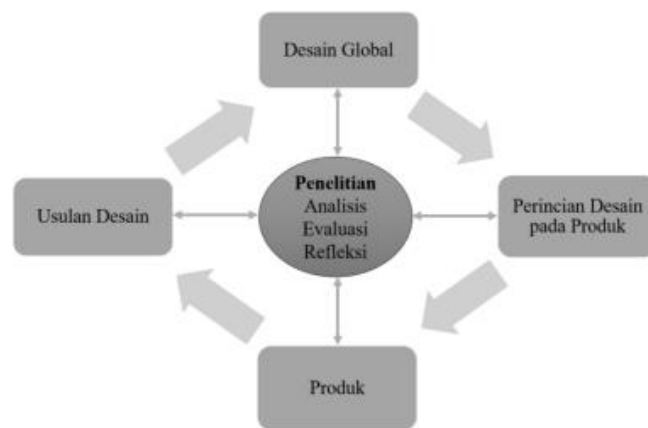 Desain Global
Penelitian
Analisis
Evaluasi
Refleksi
Usulan Desain
Perincian Desain
pada Produk
Produk